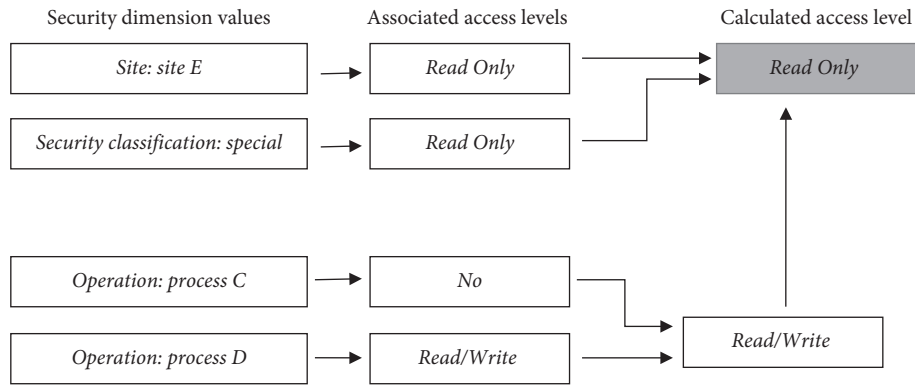 Security dimension values
Associated access levels
Calculated access level
Site: site E
Read Only
Read Only
Security classification: special
Read Only
Operation: process C
No
Operation: process D
Read/Write
Read/Write